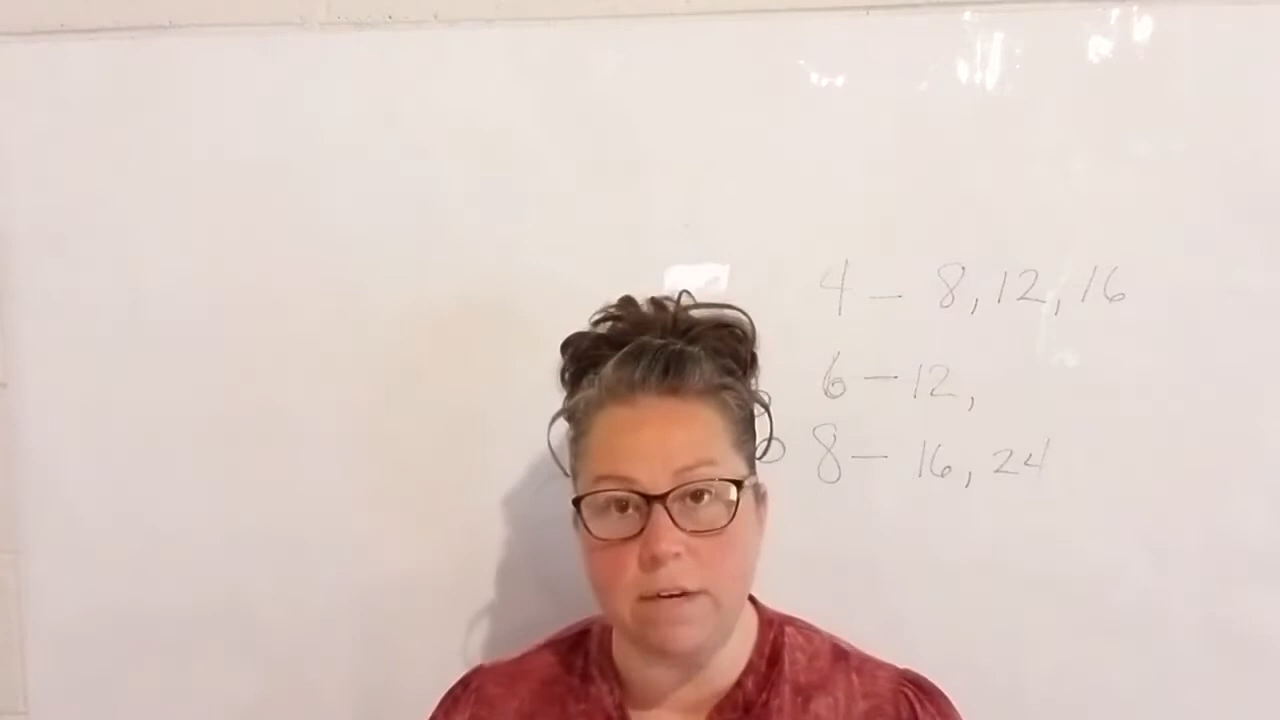 4 – 8, 12, 16
6 – 12,
8 – 16, 24